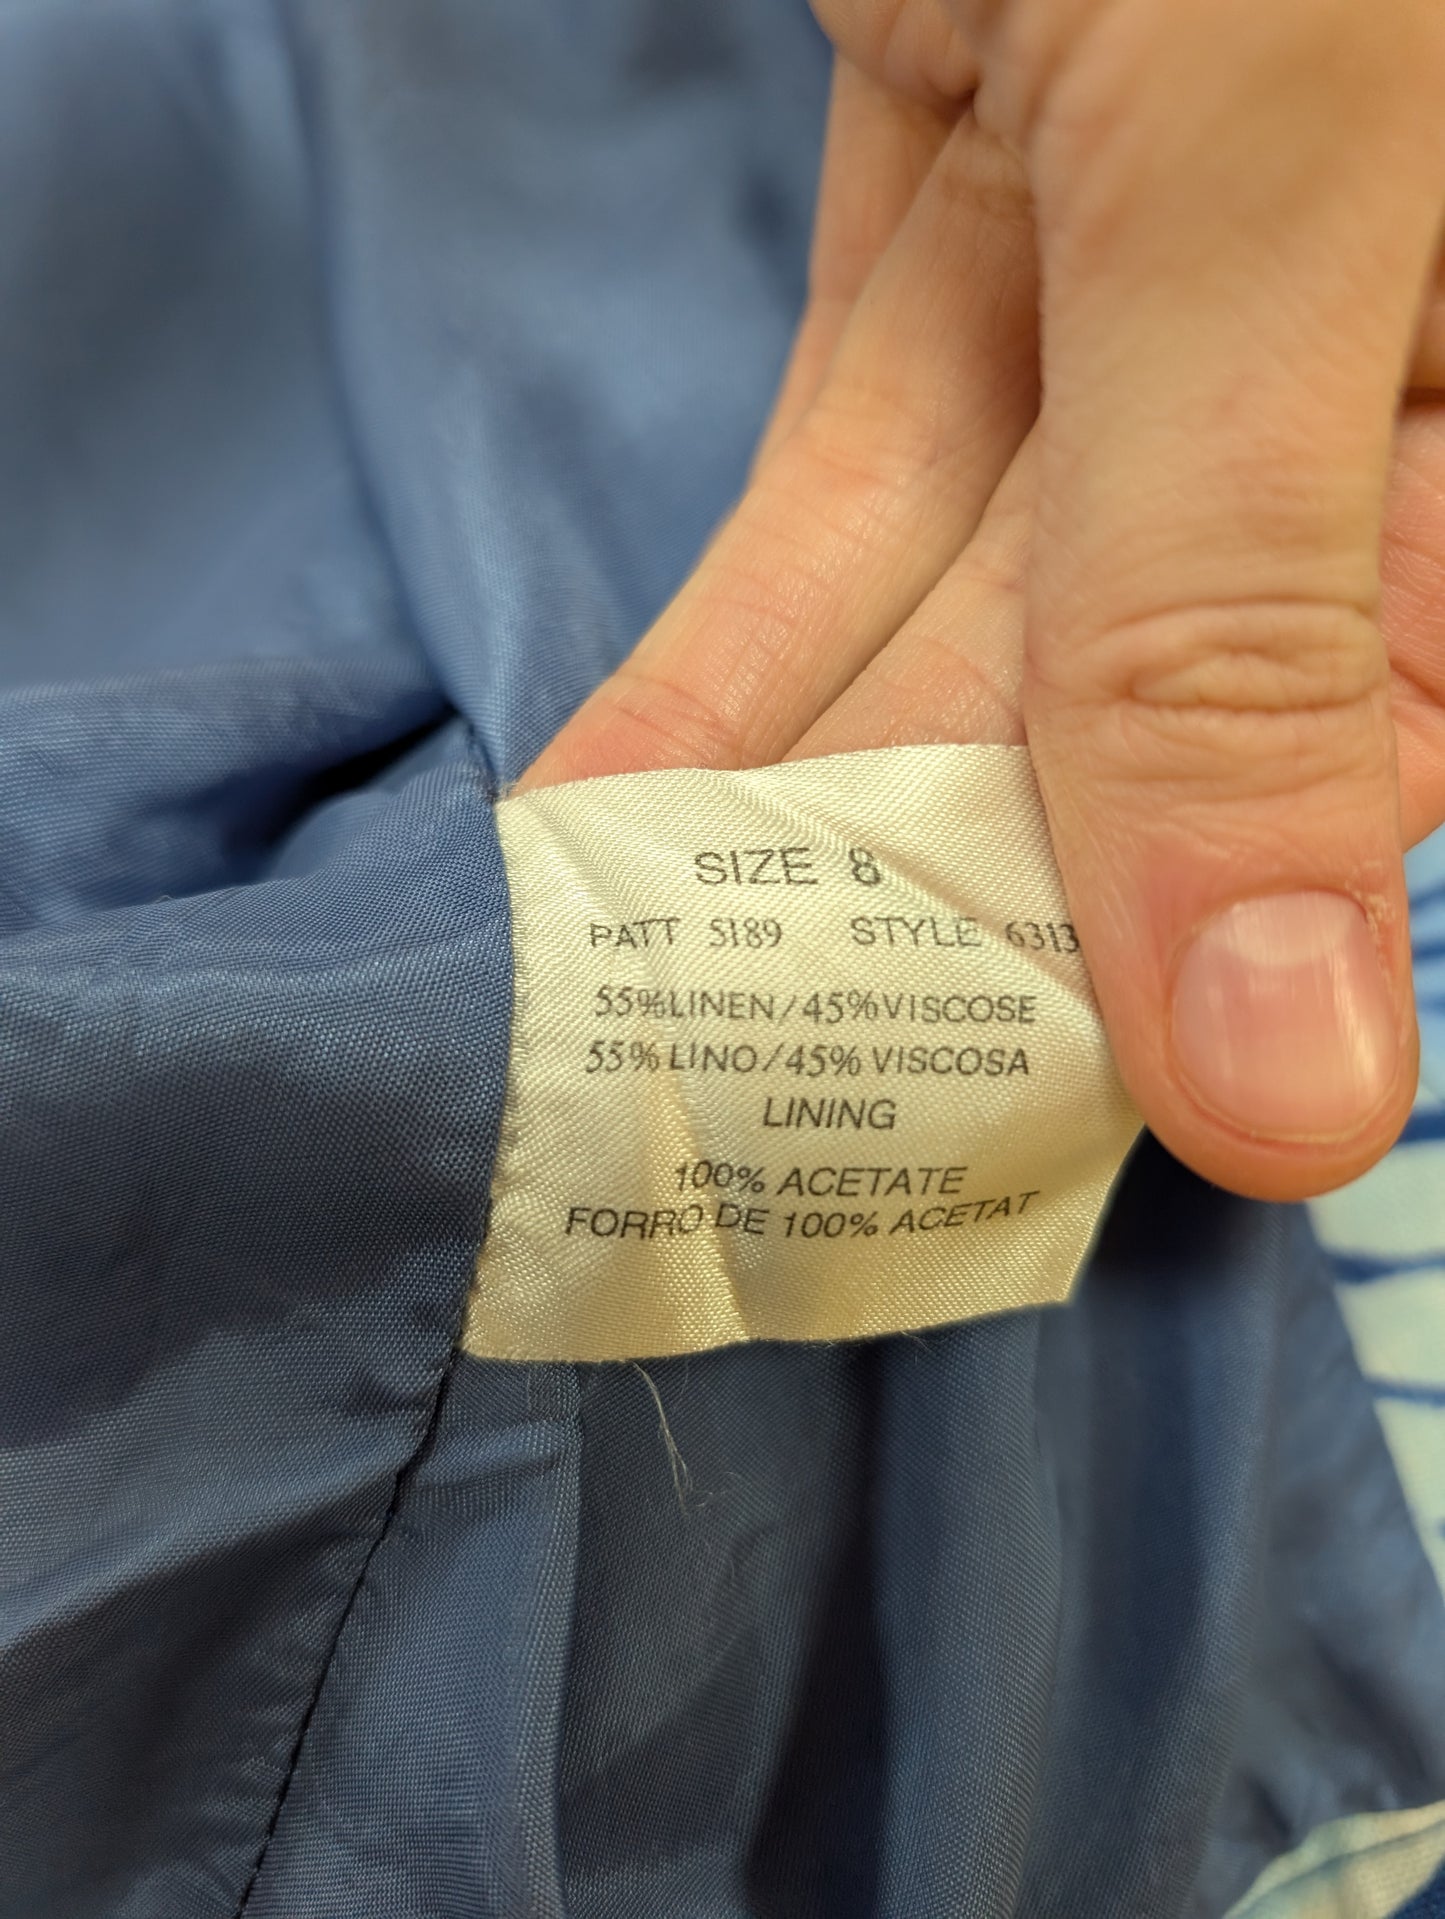 SIZE 8
PATT 5189 STYLE 6313
55%LINEN/45%VISCOSE
55%LINO/45% VISCOSA
LINING
100% ACETATE
FORRO DE 100% ACETAT